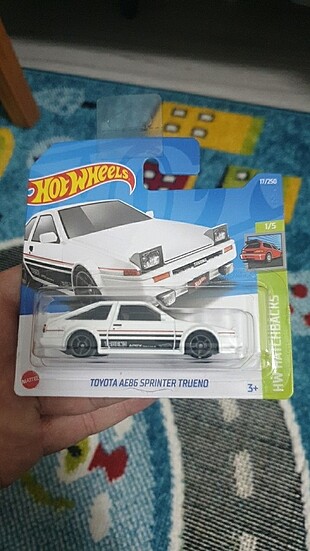 HOT WHEELS
17/250
1/5
HW HATCHBACKS
MATTEL
TOYOTA AE86 SPRINTER TRUENO
3+